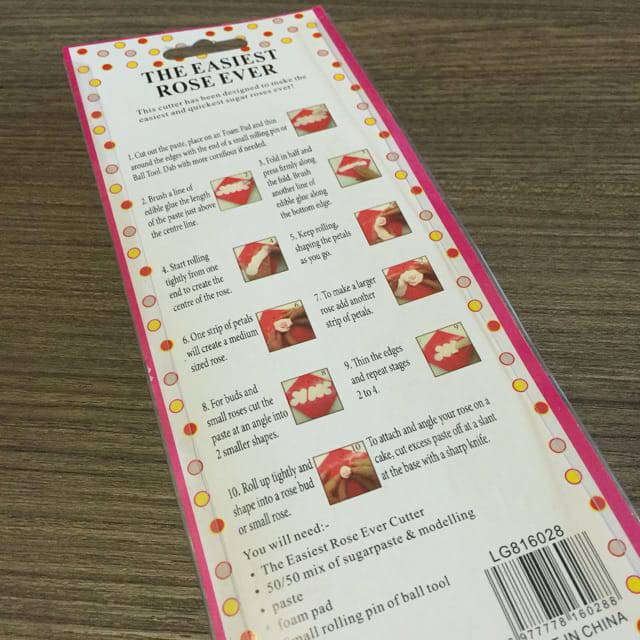 THE EASIEST
ROSE EVER
This cutter has been designed to make the
easiest and quickest sugar roses ever!
1. Cut out the paste, place on an Foam Pad and thin
around the edges with the end of a small rolling pin or
Ball Tool. Dab with more cornflour if needed.
2. Brush a line of
edible glue the length
of the paste just above
the centre line.
3. Fold in half and
press firmly along
the fold. Brush
another line of
edible glue along
the bottom edge.
4. Start rolling
tightly from one
end to create the
centre of the rose.
5. Keep rolling,
shaping the petals
as you go.
6. One strip of petals
will create a medium
sized rose.
7. To make a larger
rose add another
strip of petals.
8. For buds and
small roses cut the
paste at an angle into
2 smaller shapes.
9. Thin the edges
and repeat stages
2 to 4.
10. Roll up tightly and
shape into a rose bud
or small rose.
To attach and angle your rose on a
cake, cut excess paste off at a slant
at the base with a sharp knife.
You will need:-
• The Easiest Rose Ever Cutter
• 50/50 mix of sugarpaste & modelling
• paste
• foam pad
Small rolling pin of ball tool
LG816028
977778 160288
IN CHINA